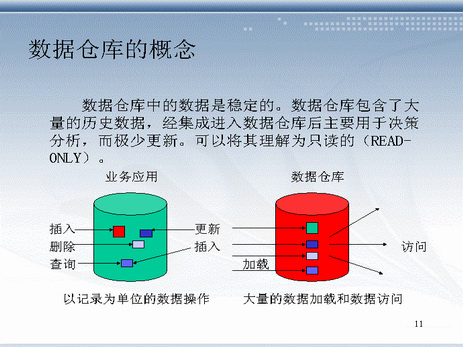 数据仓库的概念
数据仓库中的数据是稳定的。数据仓库包含了大
量的历史数据，经集成进入数据仓库后主要用于决策
分析，而极少更新。可以将其理解为只读的（READ-
ONLY）。
业务应用 数据仓库
插入 更新
删除 插入 访问
查询 加载
以记录为单位的数据操作 大量的数据加载和数据访问
11